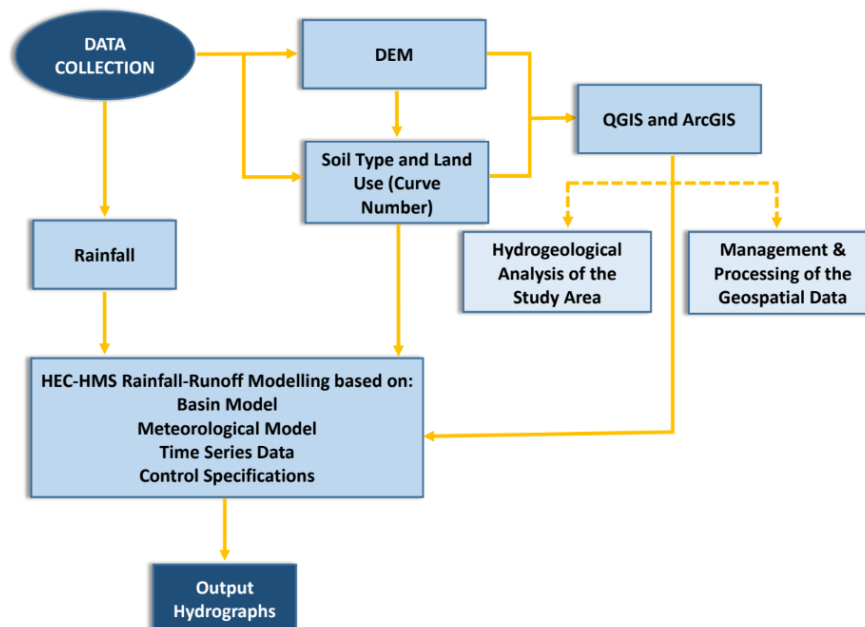 DATA
COLLECTION
DEM
QGIS and ArcGIS
Soil Type and Land
Use (Curve
Number)
Rainfall
Hydrogeological
Analysis of the
Study Area
Management &
Processing of the
Geospatial Data
HEC-HMS Rainfall-Runoff Modelling based on:
Basin Model
Meteorological Model
Time Series Data
Control Specifications
Output
Hydrographs